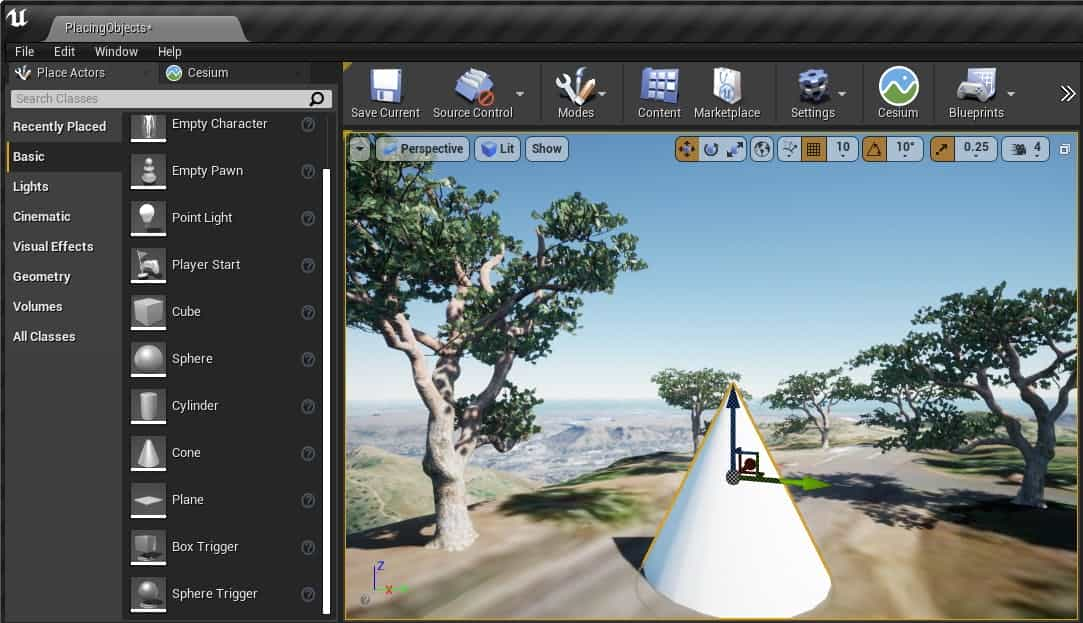 PlacingObjects*
File Edit Window Help
Place Actors Cesium
Search Classes
Recently Placed
Basic
Lights
Cinematic
Visual Effects
Geometry
Volumes
All Classes
Empty Character
Empty Pawn
Point Light
Player Start
Cube
Sphere
Cylinder
Cone
Plane
Box Trigger
Sphere Trigger
Save Current Source Control Modes Content Marketplace Settings Cesium Blueprints
Perspective Lit Show 10 10° 0.25 4
Z
X